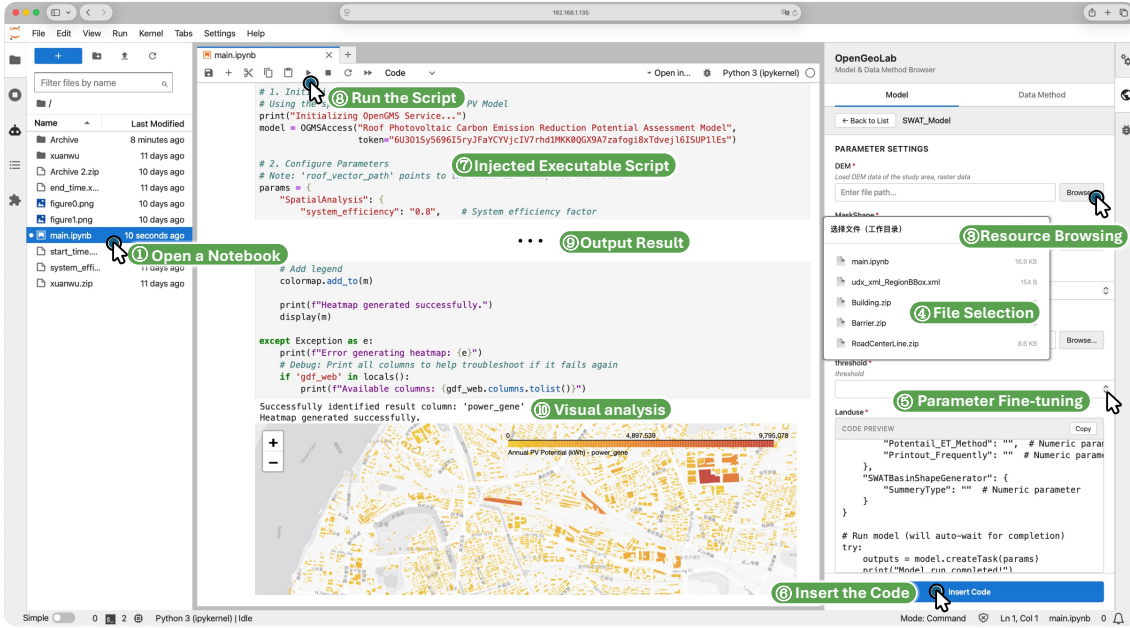 192.168.1.135
File Edit View Run Kernel Tabs Settings Help
+
Filter files by name
/
Name Last Modified
Archive 8 minutes ago
xuanwu 11 days ago
Archive 2.zip 10 days ago
end_time.x... 11 days ago
figure0.png 10 days ago
figure1.png 10 days ago
main.ipynb 10 seconds ago
① Open a Notebook
start_time....
system_effi... 11 days ago
xuanwu.zip 11 days ago
main.ipynb × +
Code Open in... Python 3 (ipykernel)
⑧ Run the Script
# 1.
# Using the PV Model
print("Initializing OpenGMS Service...")
model = OGMSAccess("Roof Photovoltaic Carbon Emission Reduction Potential Assessment Model",
token="6U3O1Sy5696I5ryJFaYCYVjcIV7rhd1MKK0QGX9A7zafogi8xTdvejl6ISUP1lEs")
# 2. Configure Parameters
⑦Injected Executable Script
# Note: 'roof_vector_path' points to
params = {
"SpatialAnalysis": {
"system_efficiency": "0.8", # System efficiency factor
• • •
⑨Output Result
# Add legend
colormap.add_to(m)
print(f"Heatmap generated successfully.")
display(m)
except Exception as e:
print(f"Error generating heatmap: {e}")
# Debug: Print all columns to help troubleshoot if it fails again
if 'gdf_web' in locals():
print(f"Available columns: {gdf_web.columns.tolist()}")
Successfully identified result column: 'power_gene'
Heatmap generated successfully.
⑩ Visual analysis
+
−
0 4,897,539 9,795,078
Annual PV Potential (kWh) - power_gene
OpenGeoLab
Model & Data Method Browser
Model Data Method
← Back to List SWAT_Model
PARAMETER SETTINGS
DEM *
Load DEM data of the study area, raster data
Enter file path... Browse...
MaskShape *
选择文件（工作目录）
③Resource Browsing
main.ipynb 16.9 KB
udx_xml_RegionBBox.xml 154 B
Building.zip
④ File Selection
Barrier.zip
RoadCenterLine.zip 8.6 KB
Browse...
threshold *
threshold
⑤ Parameter Fine-tuning
Landuse *
CODE PREVIEW Copy
"Potentail_ET_Method": "", # Numeric param
"Printout_Frequently": "" # Numeric parame
},
"SWATBasinShapeGenerator": {
"SummeryType": "" # Numeric parameter
}
}
# Run model (will auto-wait for completion)
try:
outputs = model.createTask(params)
print("Model run completed!")
⑥ Insert the Code
Insert Code
Simple 0 2 Python 3 (ipykernel) | Idle Mode: Command Ln 1, Col 1 main.ipynb 0